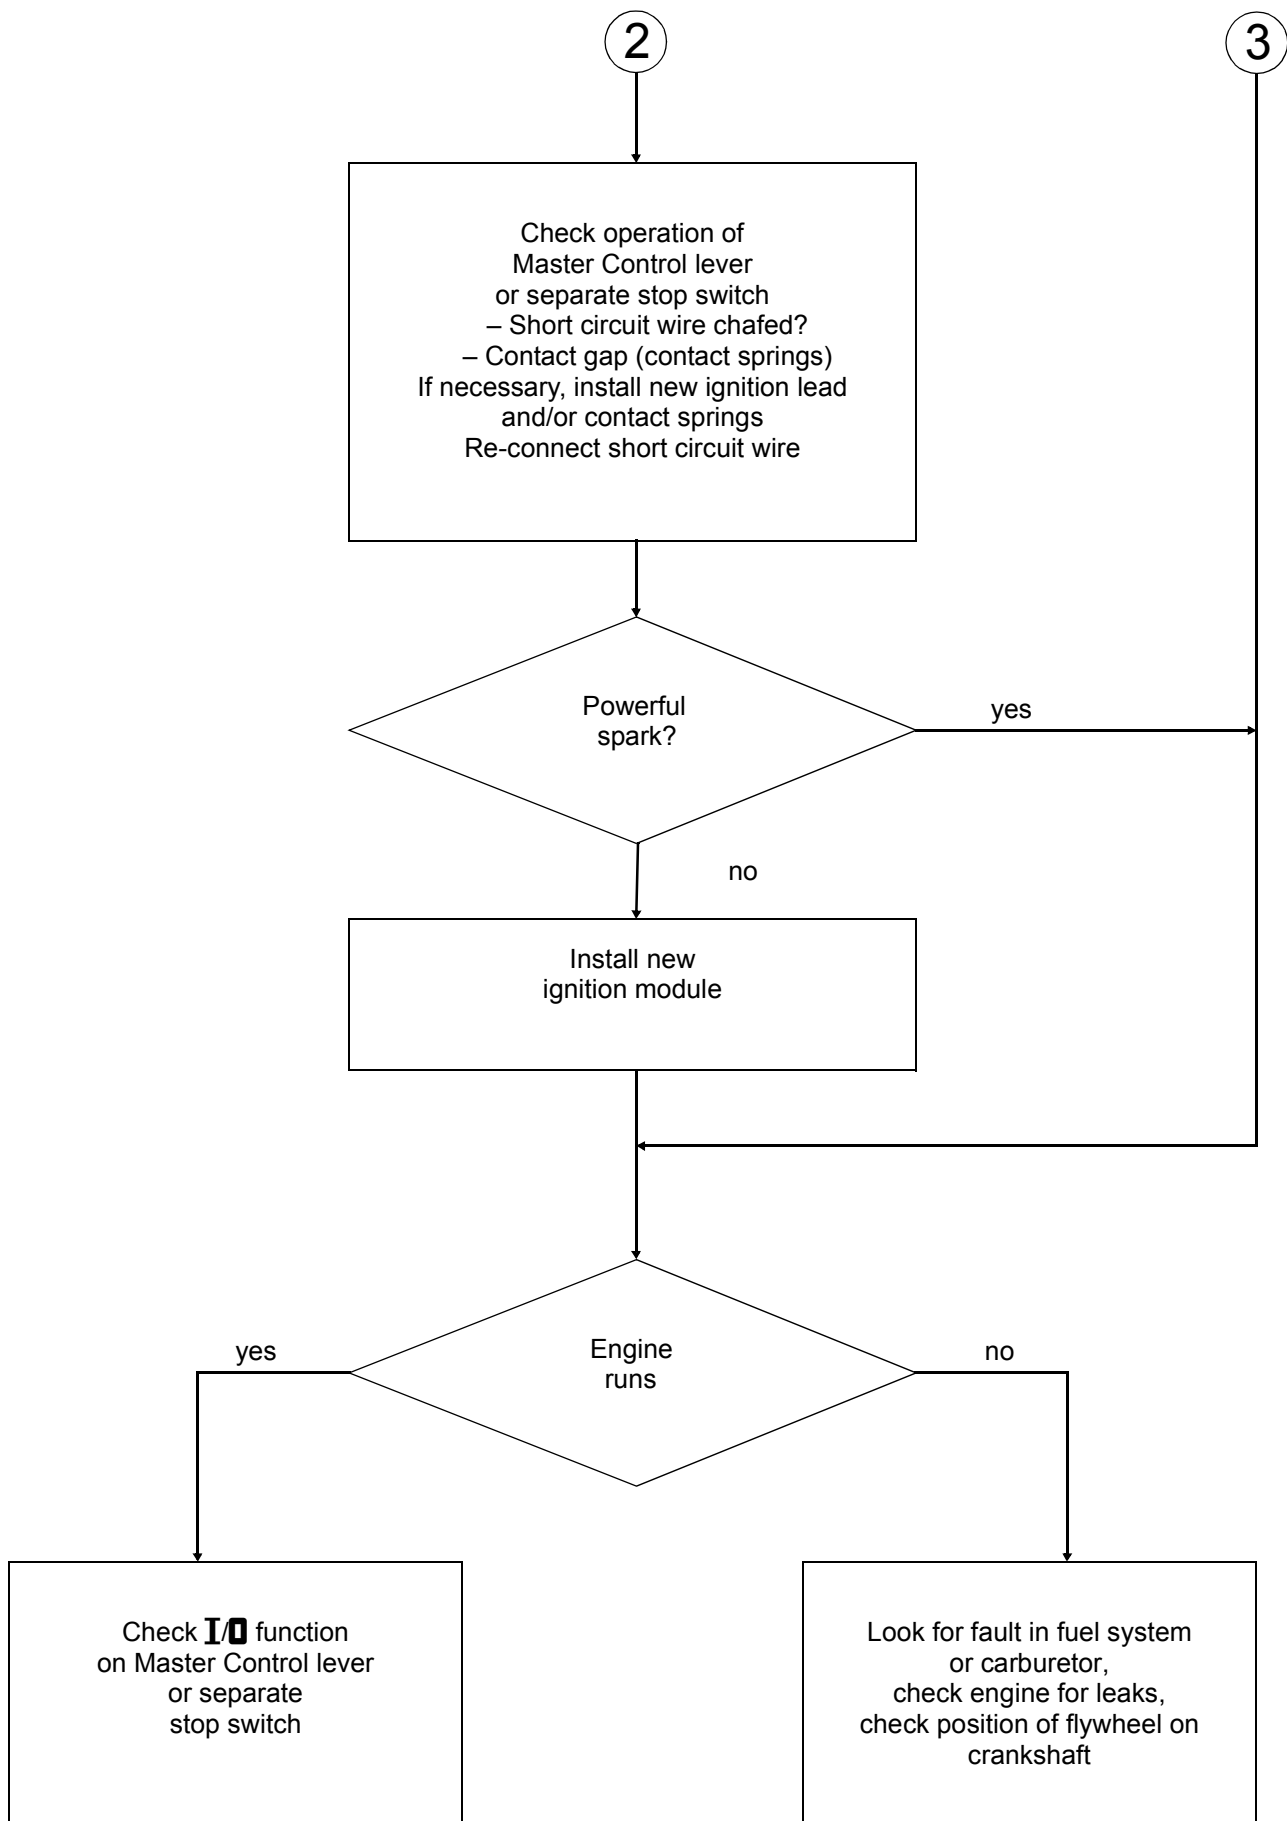 2
3
Check operation of
Master Control lever
or separate stop switch
– Short circuit wire chafed?
– Contact gap (contact springs)
If necessary, install new ignition lead
and/or contact springs
Re-connect short circuit wire
Powerful
spark?
yes
no
Install new
ignition module
yes
Engine
runs
no
Check I/0 function
on Master Control lever
or separate
stop switch
Look for fault in fuel system
or carburetor,
check engine for leaks,
check position of flywheel on
crankshaft